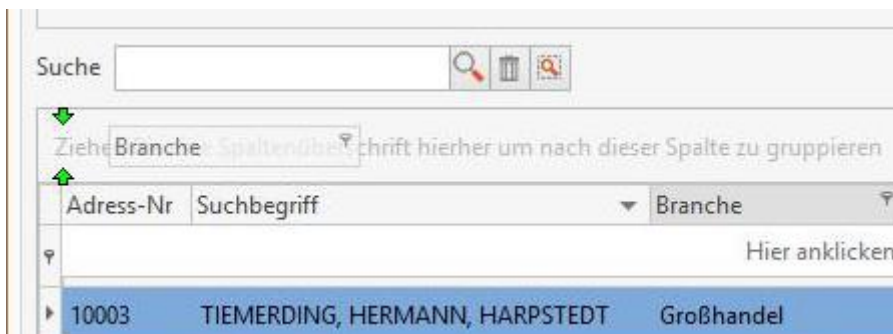 Suche
Branche
Ziehe chrift hierher um nach dieser Spalte zu gruppieren
Adress-Nr Suchbegriff Branche
Hier anklicken
10003 TIEMERDING, HERMANN, HARPSTEDT Großhandel